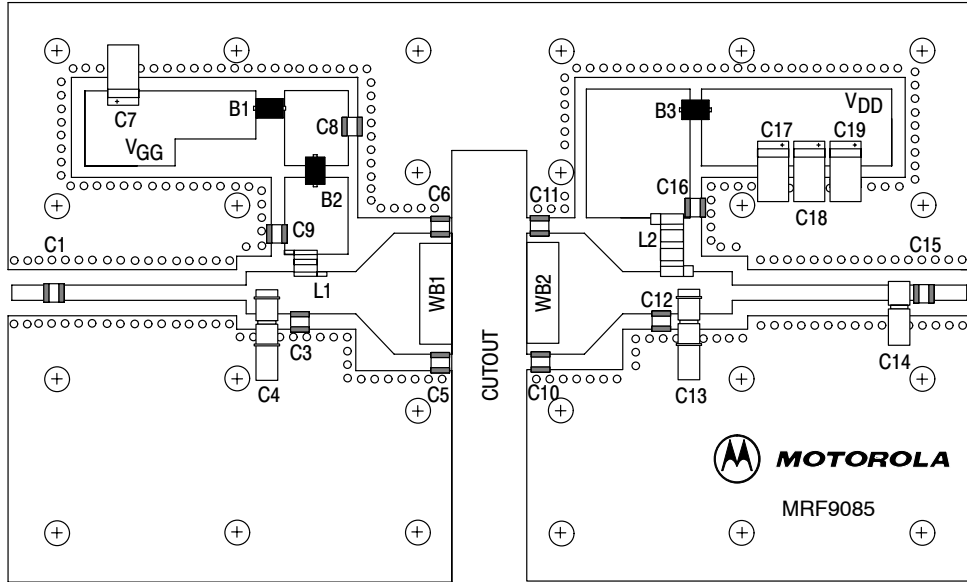 C7
VGG
B1
C8
B2
C6
C11
B3
VDD
C17
C19
C16
C18
C1
C9
L1
L2
C15
WB1
WB2
CUTOUT
C3
C4
C5
C10
C12
C13
C14
MOTOROLA
MRF9085